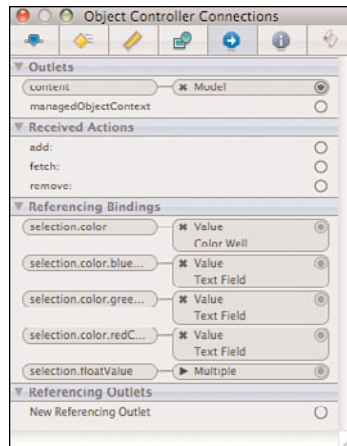 Object Controller Connections
Outlets
content Model
managedObjectContext
Received Actions
add:
fetch:
remove:
Referencing Bindings
selection.color Value
Color Well
selection.color.blue... Value
Text Field
selection.color.gree... Value
Text Field
selection.color.redC... Value
Text Field
selection.floatValue Multiple
Referencing Outlets
New Referencing Outlet